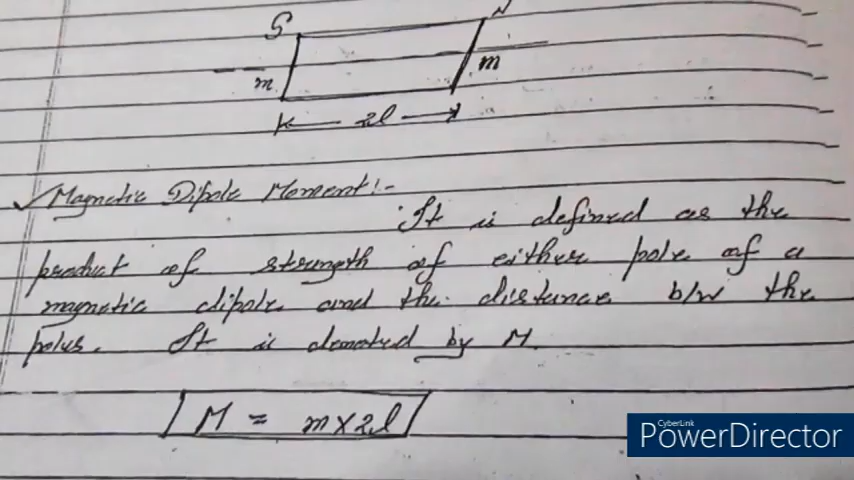 S N
m m
2l
Magnetic Dipole Moment:-
It is defined as the
product of strength of either pole of a
magnetic dipole and the distance b/w the
poles. It is denoted by M.
M = m×2l
CyberLink
PowerDirector